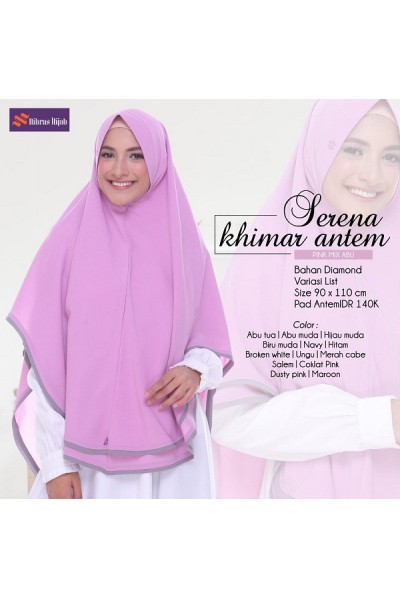 Nibras Hijab
Serena
khimar antem
PINK MIX ABU
Bahan Diamond
Variasi List
Size 90 x 110 cm
Pad AntemIDR 140K
Color :
Abu tua | Abu muda | Hijau muda
Biru muda | Navy | Hitam
Broken white | Ungu | Merah cabe
Salem | Coklat Pink
Dusty pink | Maroon